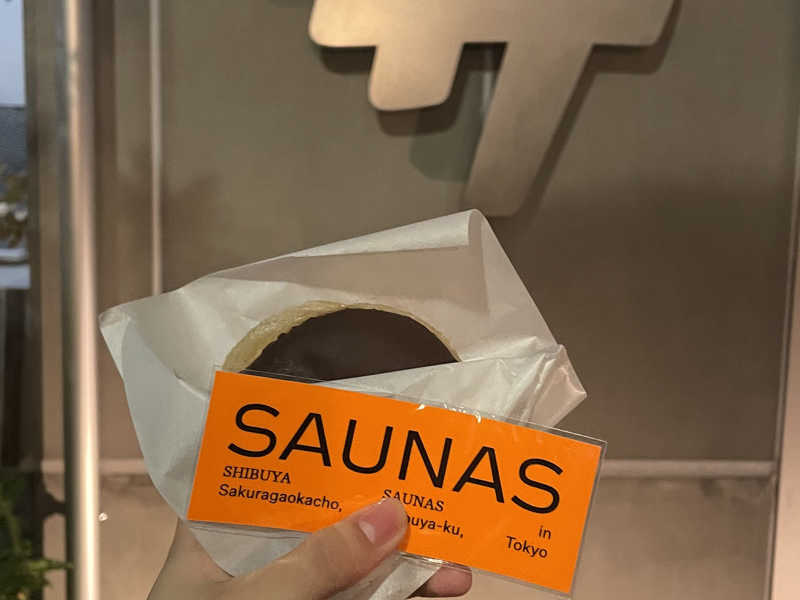 SAUNAS
SHIBUYA
SAUNAS
in
Sakuragaokacho,
Tokyo